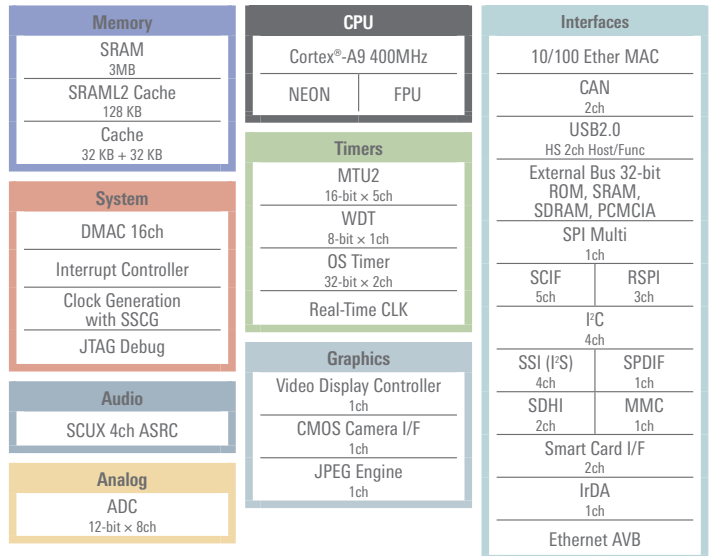 Memory
SRAM
3MB
SRAML2 Cache
128 KB
Cache
32 KB + 32 KB
System
DMAC 16ch
Interrupt Controller
Clock Generation
with SSCG
JTAG Debug
Audio
SCUX 4ch ASRC
Analog
ADC
12-bit × 8ch
CPU
Cortex®-A9 400MHz
NEON FPU
Timers
MTU2
16-bit × 5ch
WDT
8-bit × 1ch
OS Timer
32-bit × 2ch
Real-Time CLK
Graphics
Video Display Controller
1ch
CMOS Camera I/F
1ch
JPEG Engine
1ch
Interfaces
10/100 Ether MAC
CAN
2ch
USB2.0
HS 2ch Host/Func
External Bus 32-bit
ROM, SRAM,
SDRAM, PCMCIA
SPI Multi
1ch
SCIF RSPI
5ch 3ch
I²C
4ch
SSI (I²S) SPDIF
4ch 1ch
SDHI MMC
2ch 1ch
Smart Card I/F
2ch
IrDA
1ch
Ethernet AVB